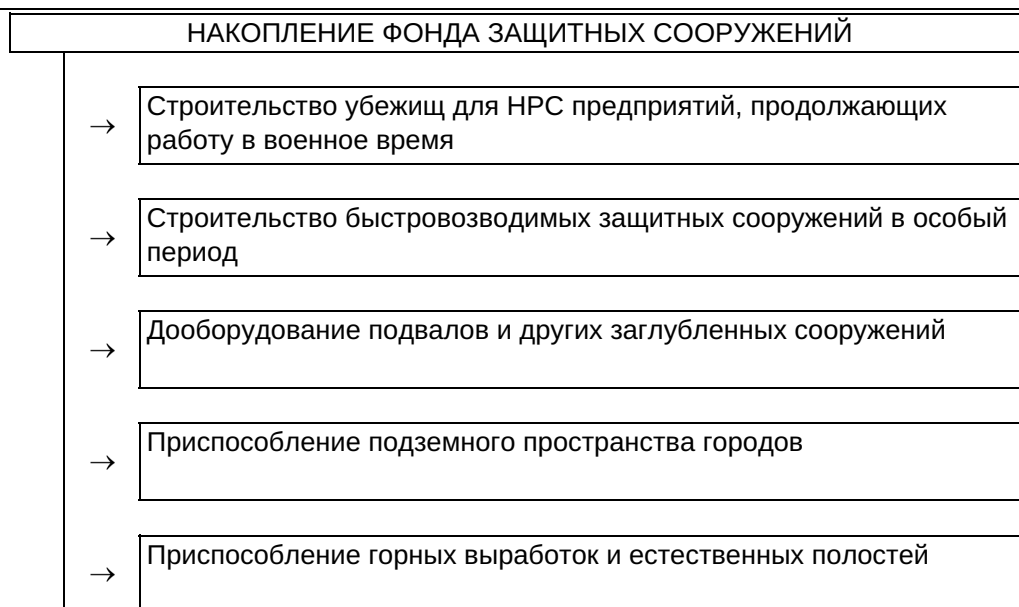 НАКОПЛЕНИЕ ФОНДА ЗАЩИТНЫХ СООРУЖЕНИЙ
→ Строительство убежищ для НРС предприятий, продолжающих
работу в военное время
→ Строительство быстровозводимых защитных сооружений в особый
период
→ Дооборудование подвалов и других заглубленных сооружений
→ Приспособление подземного пространства городов
→ Приспособление горных выработок и естественных полостей